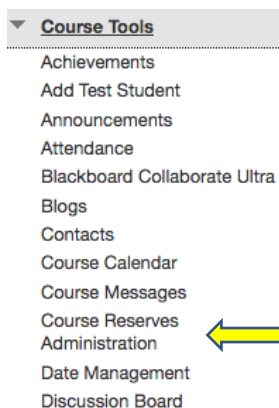 Course Tools
Achievements
Add Test Student
Announcements
Attendance
Blackboard Collaborate Ultra
Blogs
Contacts
Course Calendar
Course Messages
Course Reserves
Administration
Date Management
Discussion Board